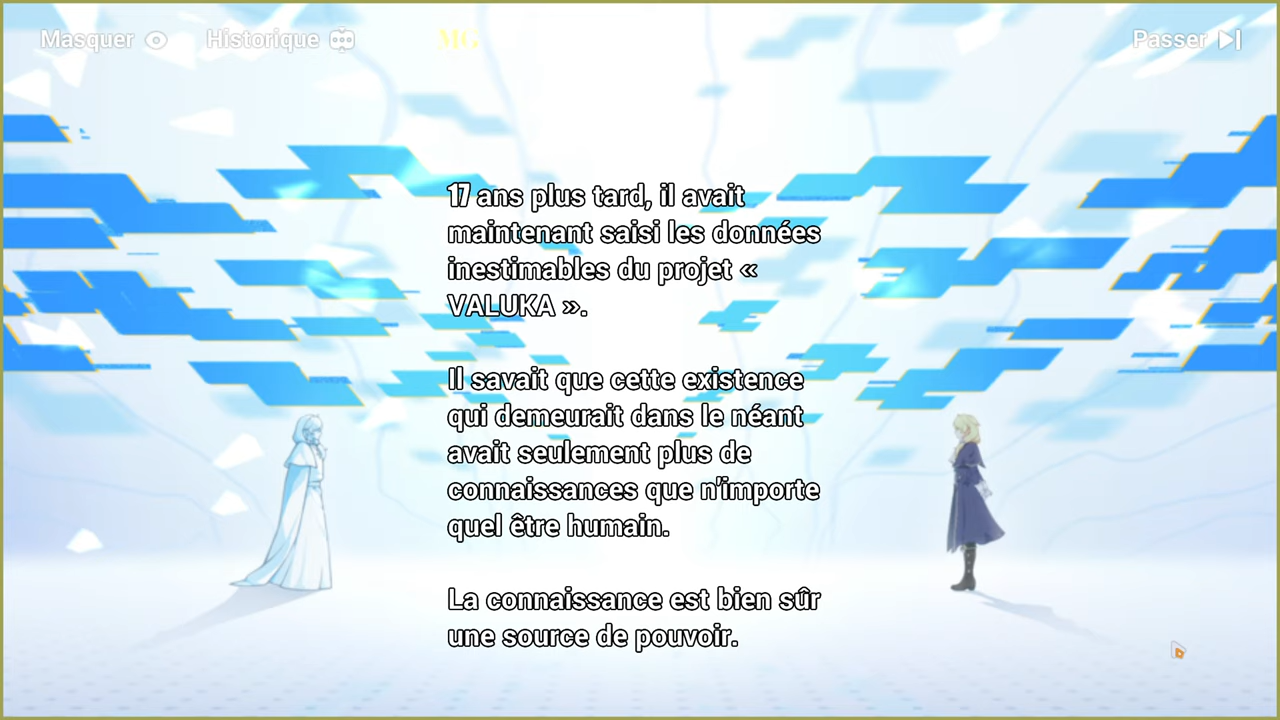 Masquer
Historique
MG
Passer
17 ans plus tard, il avait
maintenant saisi les données
inestimables du projet «
VALUKA ».
Il savait que cette existence
qui demeurait dans le néant
avait seulement plus de
connaissances que n'importe
quel être humain.
La connaissance est bien sûr
une source de pouvoir.